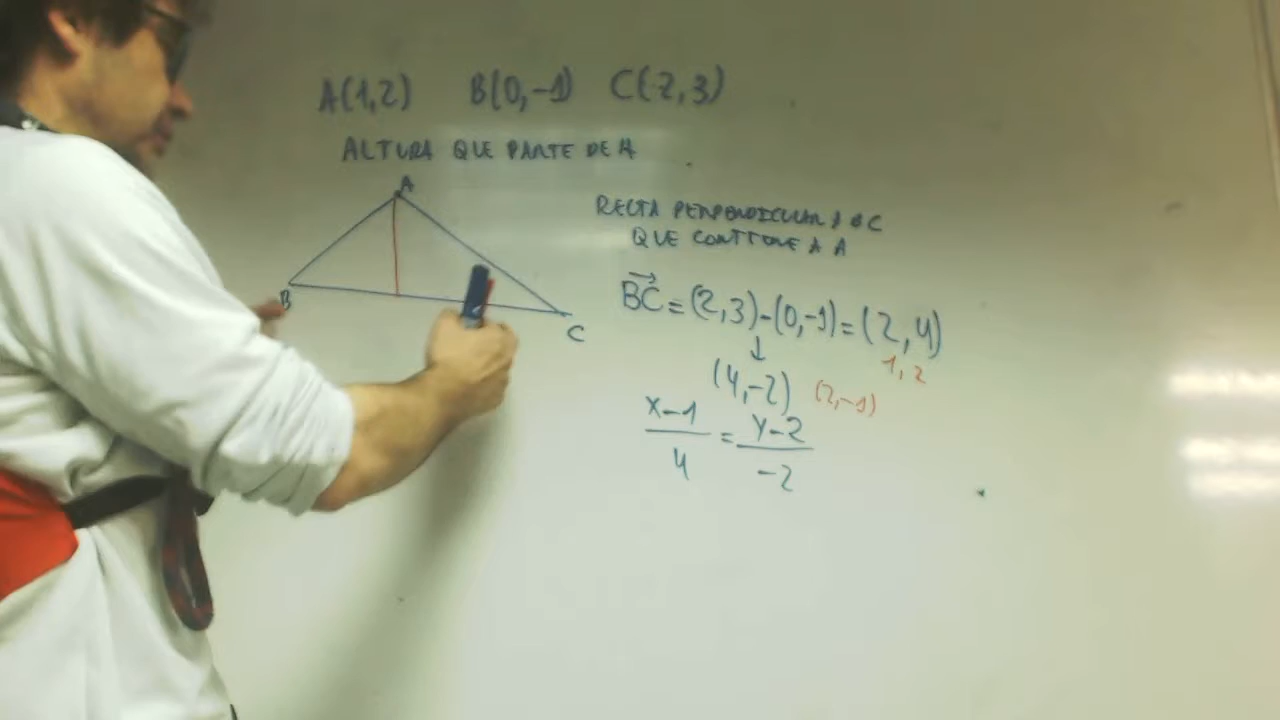 A(1,2) B(0,-1) C(2,3)
ALTURA QUE PARTE DE A
A
B
C
RECTA PERPENDICULAR A BC
QUE CONTIENE A A
BC = (2,3)-(0,-1) = (2,4)
↓ 1,2
(4,-2) (2,-1)
x-1/4 = y-2/-2